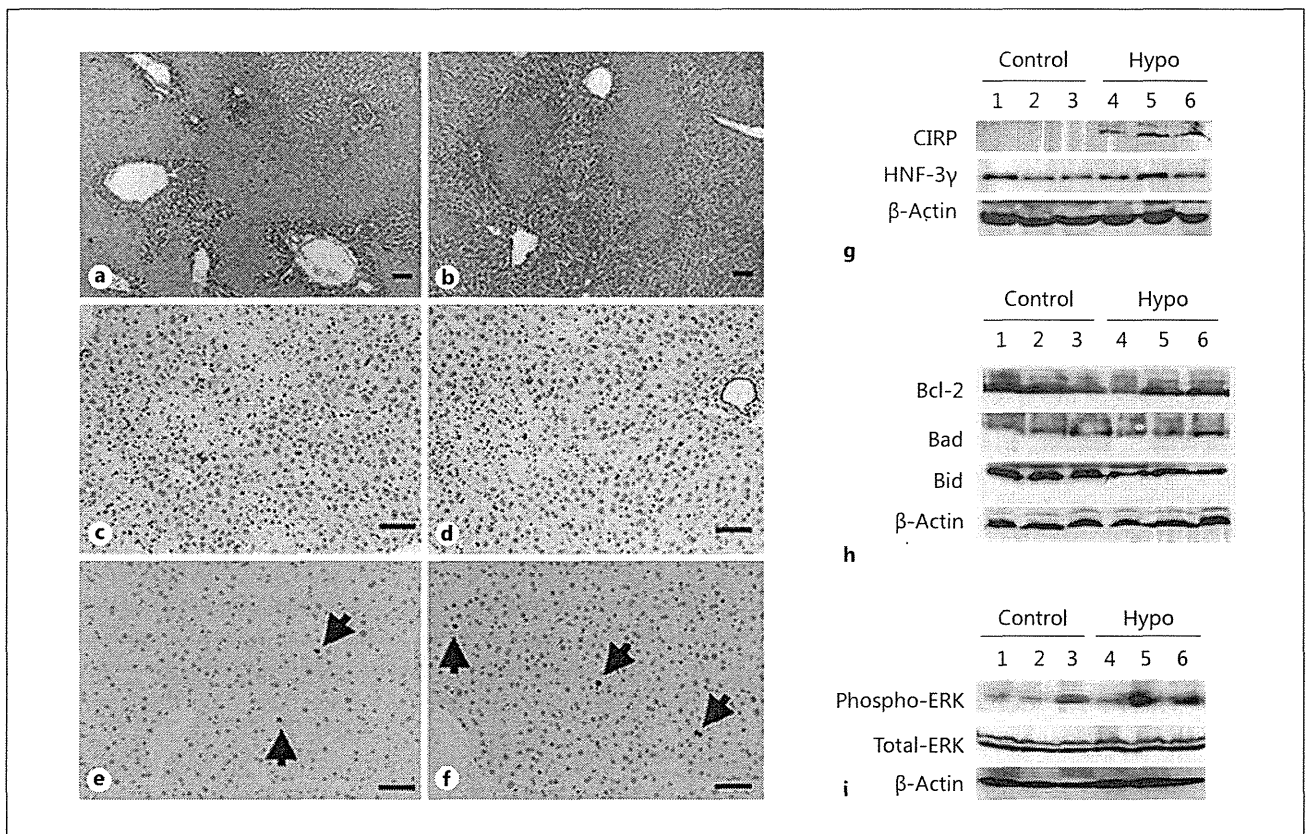 a
b
c
d
e
f
Control Hypo
1 2 3 4 5 6
CIRP
HNF-3γ
β-Actin
g
Control Hypo
1 2 3 4 5 6
Bcl-2
Bad
Bid
β-Actin
h
Control Hypo
1 2 3 4 5 6
Phospho-ERK
Total-ERK
β-Actin
i